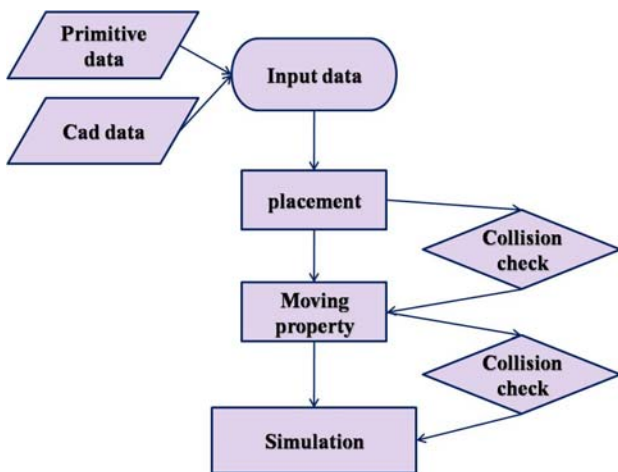 Primitive
data
Input data
Cad data
placement
Collision
check
Moving
property
Collision
check
Simulation